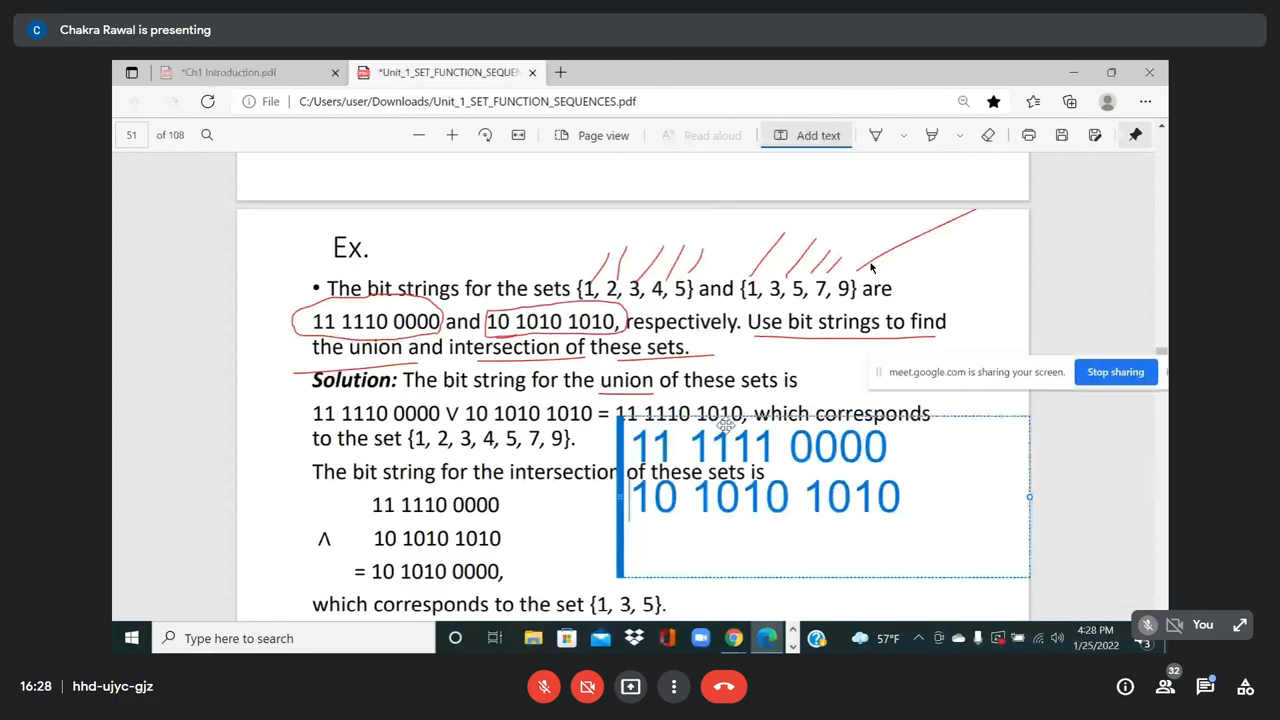 C Chakra Rawal is presenting
*Ch1 Introduction.pdf
*Unit_1_SET_FUNCTION_SEQUEN
File C:/Users/user/Downloads/Unit_1_SET_FUNCTION_SEQUENCES.pdf
51 of 108 Page view Read aloud Add text
Ex.
• The bit strings for the sets {1, 2, 3, 4, 5} and {1, 3, 5, 7, 9} are
11 1110 0000 and 10 1010 1010, respectively. Use bit strings to find
the union and intersection of these sets.
meet.google.com is sharing your screen. Stop sharing
Solution: The bit string for the union of these sets is
11 1110 0000 ∨ 10 1010 1010 = 11 1110 1010, which corresponds
to the set {1, 2, 3, 4, 5, 7, 9}.
11 1111 0000
The bit string for the intersection of these sets is
10 1010 1010
11 1110 0000
∧ 10 1010 1010
= 10 1010 0000,
which corresponds to the set {1, 3, 5}.
You
Type here to search
57°F
4:28 PM
1/25/2022
3
16:28 hhd-ujyc-gjz
32